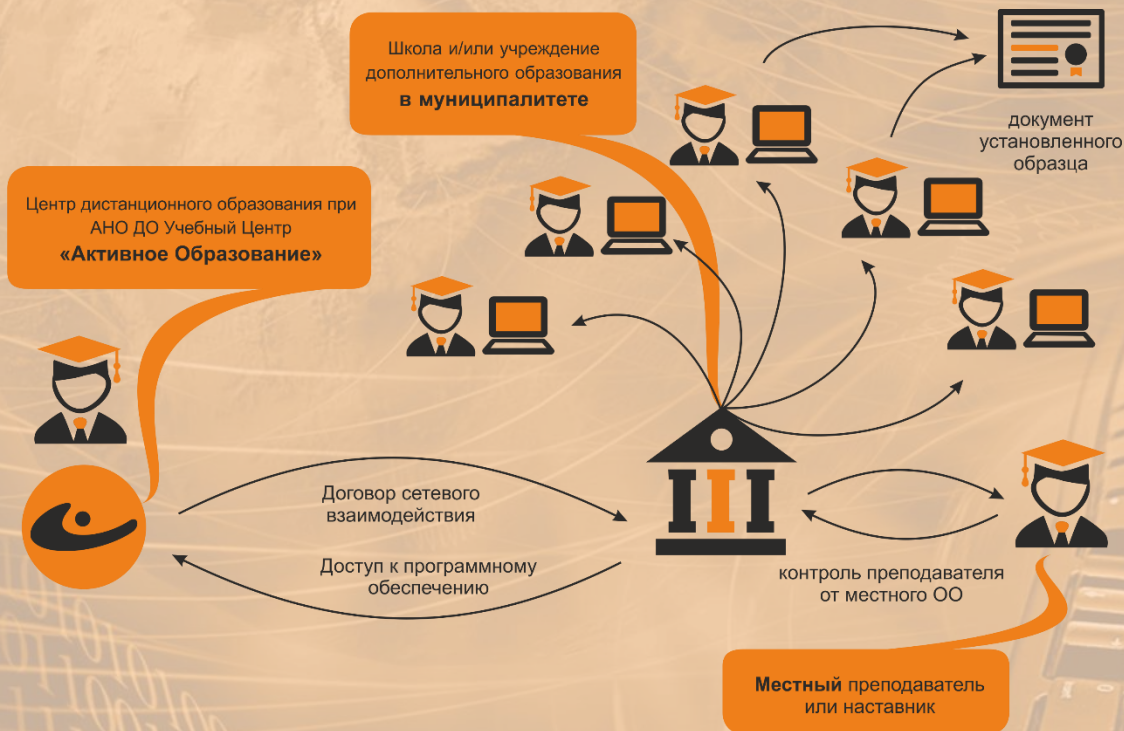 Школа и/или учреждение
дополнительного образования
в муниципалитете
документ
установленного
образца
Центр дистанционного образования при
АНО ДО Учебный Центр
«Активное Образование»
Договор сетевого
взаимодействия
Доступ к программному
обеспечению
контроль преподавателя
от местного ОО
Местный преподаватель
или наставник